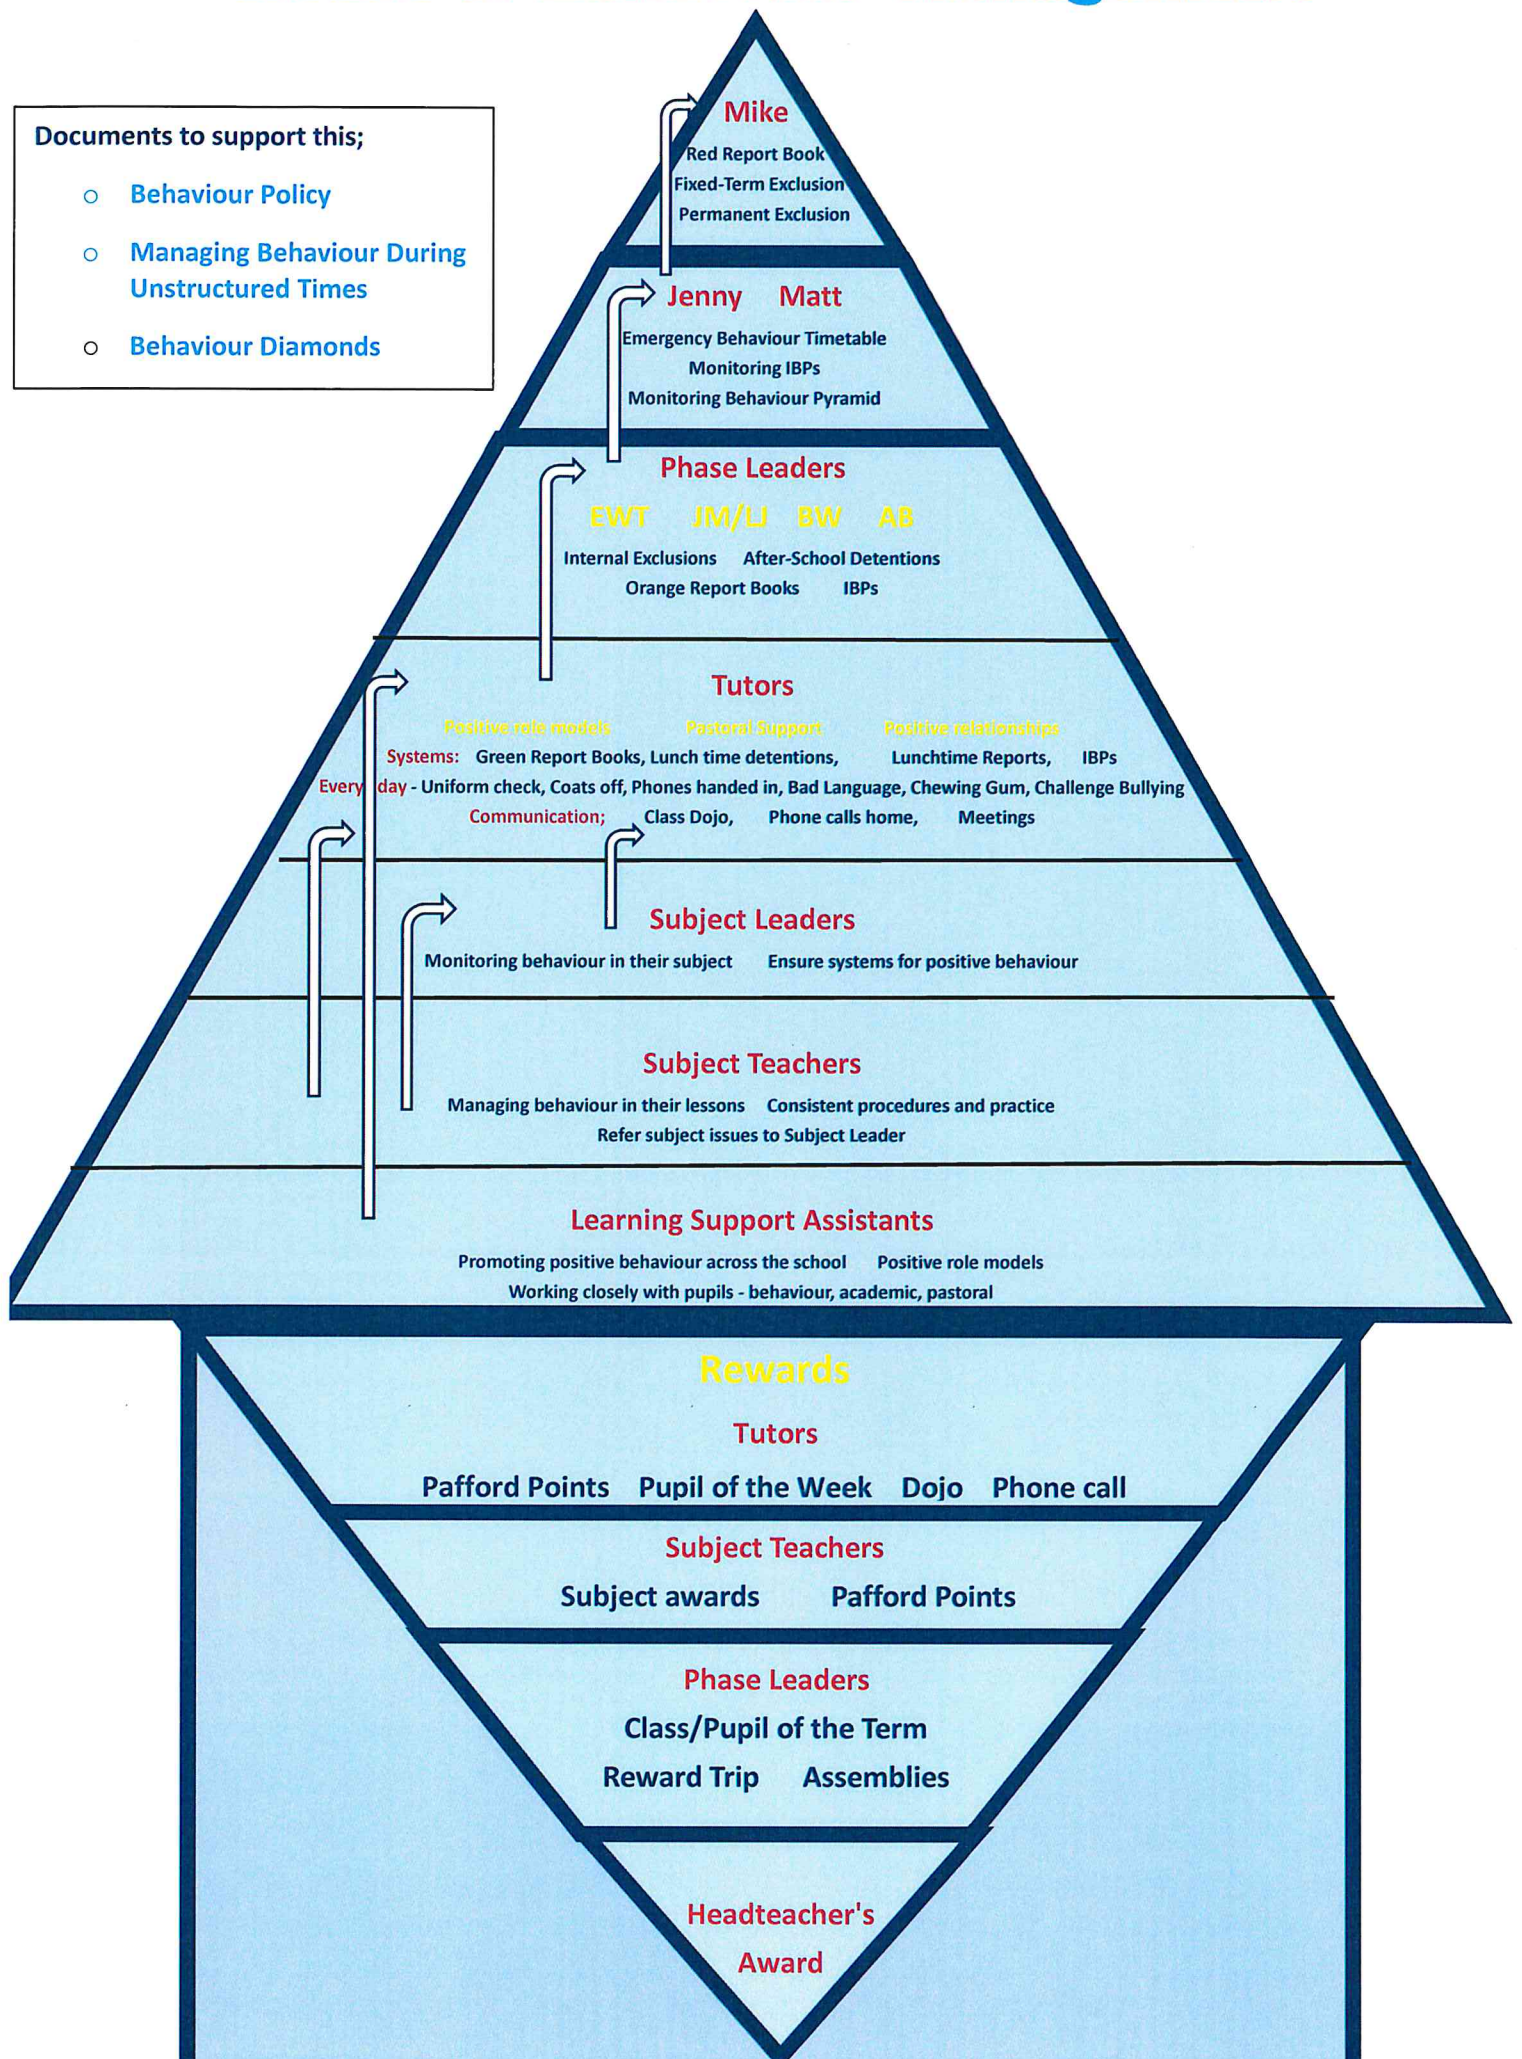 Documents to support this;
○ Behaviour Policy
○ Managing Behaviour During
Unstructured Times
○ Behaviour Diamonds
Mike
Red Report Book
Fixed-Term Exclusion
Permanent Exclusion
Jenny Matt
Emergency Behaviour Timetable
Monitoring IBPs
Monitoring Behaviour Pyramid
Phase Leaders
EWT JM/LJ BW AB
Internal Exclusions After-School Detentions
Orange Report Books IBPs
Tutors
Positive role models Pastoral Support Positive relationships
Systems: Green Report Books, Lunch time detentions, Lunchtime Reports, IBPs
Every day - Uniform check, Coats off, Phones handed in, Bad Language, Chewing Gum, Challenge Bullying
Communication; Class Dojo, Phone calls home, Meetings
Subject Leaders
Monitoring behaviour in their subject Ensure systems for positive behaviour
Subject Teachers
Managing behaviour in their lessons Consistent procedures and practice
Refer subject issues to Subject Leader
Learning Support Assistants
Promoting positive behaviour across the school Positive role models
Working closely with pupils - behaviour, academic, pastoral
Rewards
Tutors
Pafford Points Pupil of the Week Dojo Phone call
Subject Teachers
Subject awards Pafford Points
Phase Leaders
Class/Pupil of the Term
Reward Trip Assemblies
Headteacher's
Award